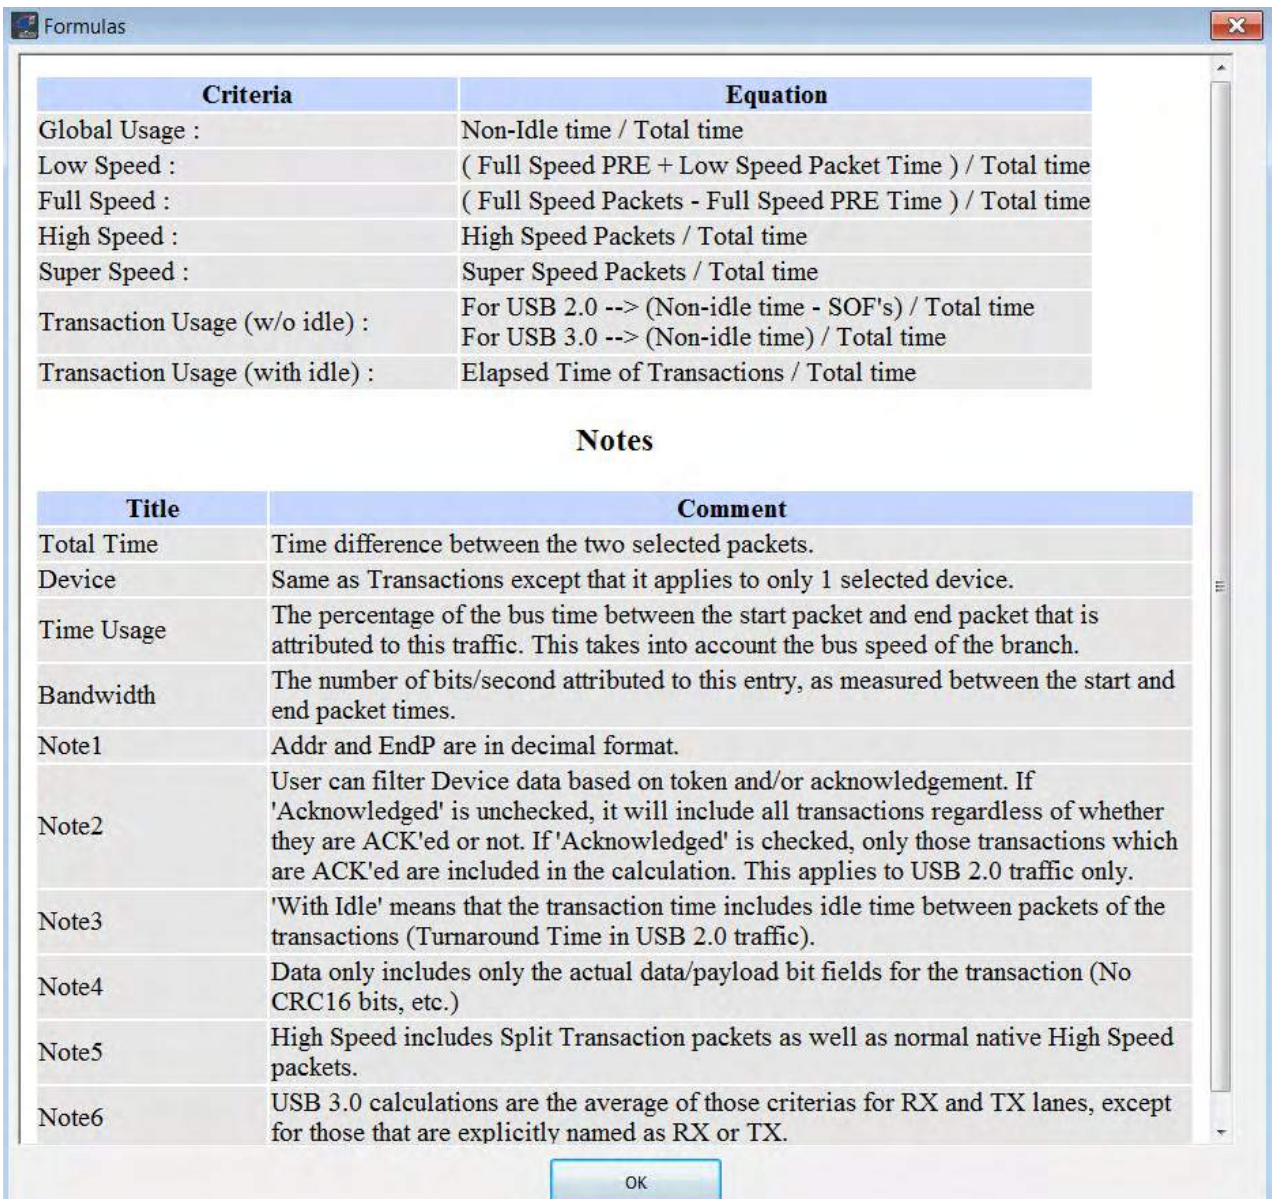 Formulas
Criteria Equation
Global Usage : Non-Idle time / Total time
Low Speed : ( Full Speed PRE + Low Speed Packet Time ) / Total time
Full Speed : ( Full Speed Packets - Full Speed PRE Time ) / Total time
High Speed : High Speed Packets / Total time
Super Speed : Super Speed Packets / Total time
Transaction Usage (w/o idle) : For USB 2.0 --> (Non-idle time - SOF's) / Total time
For USB 3.0 --> (Non-idle time) / Total time
Transaction Usage (with idle) : Elapsed Time of Transactions / Total time
Notes
Title Comment
Total Time Time difference between the two selected packets.
Device Same as Transactions except that it applies to only 1 selected device.
Time Usage The percentage of the bus time between the start packet and end packet that is
attributed to this traffic. This takes into account the bus speed of the branch.
Bandwidth The number of bits/second attributed to this entry, as measured between the start and
end packet times.
Note1 Addr and EndP are in decimal format.
Note2 User can filter Device data based on token and/or acknowledgement. If
'Acknowledged' is unchecked, it will include all transactions regardless of whether
they are ACK'ed or not. If 'Acknowledged' is checked, only those transactions which
are ACK'ed are included in the calculation. This applies to USB 2.0 traffic only.
Note3 'With Idle' means that the transaction time includes idle time between packets of the
transactions (Turnaround Time in USB 2.0 traffic).
Note4 Data only includes only the actual data/payload bit fields for the transaction (No
CRC16 bits, etc.)
Note5 High Speed includes Split Transaction packets as well as normal native High Speed
packets.
Note6 USB 3.0 calculations are the average of those criterias for RX and TX lanes, except
for those that are explicitly named as RX or TX.
OK